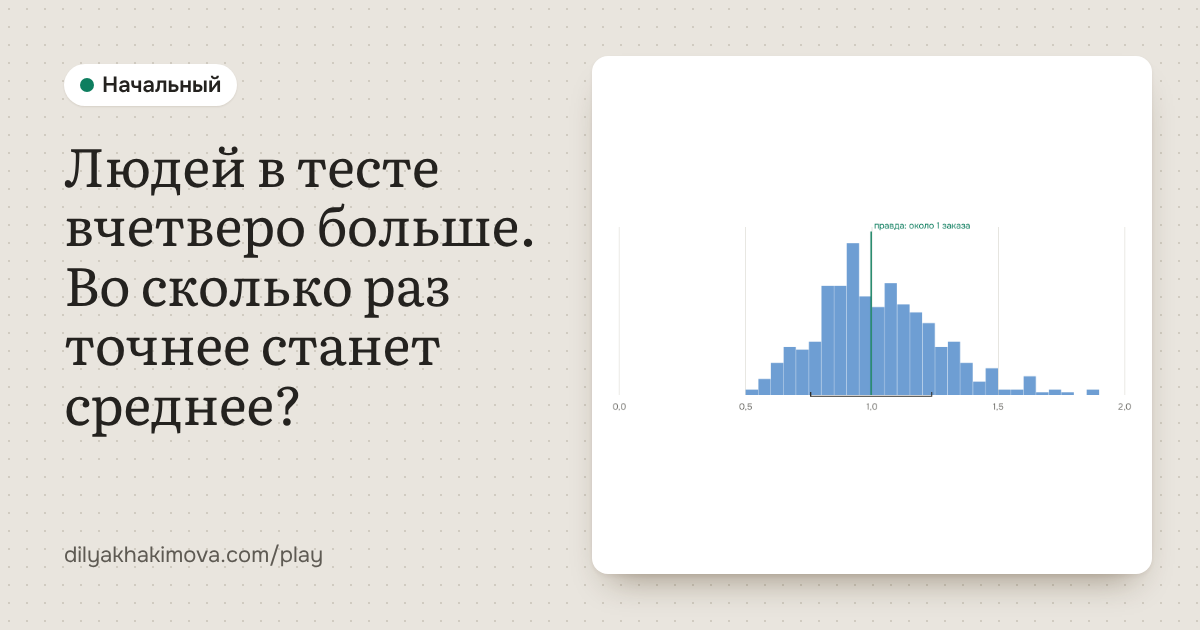 Начальный
Людей в тесте
вчетверо больше.
Во сколько раз
точнее станет
среднее?
dilyakhakimova.com/play
правда: около 1 заказа
0,0 0,5 1,0 1,5 2,0